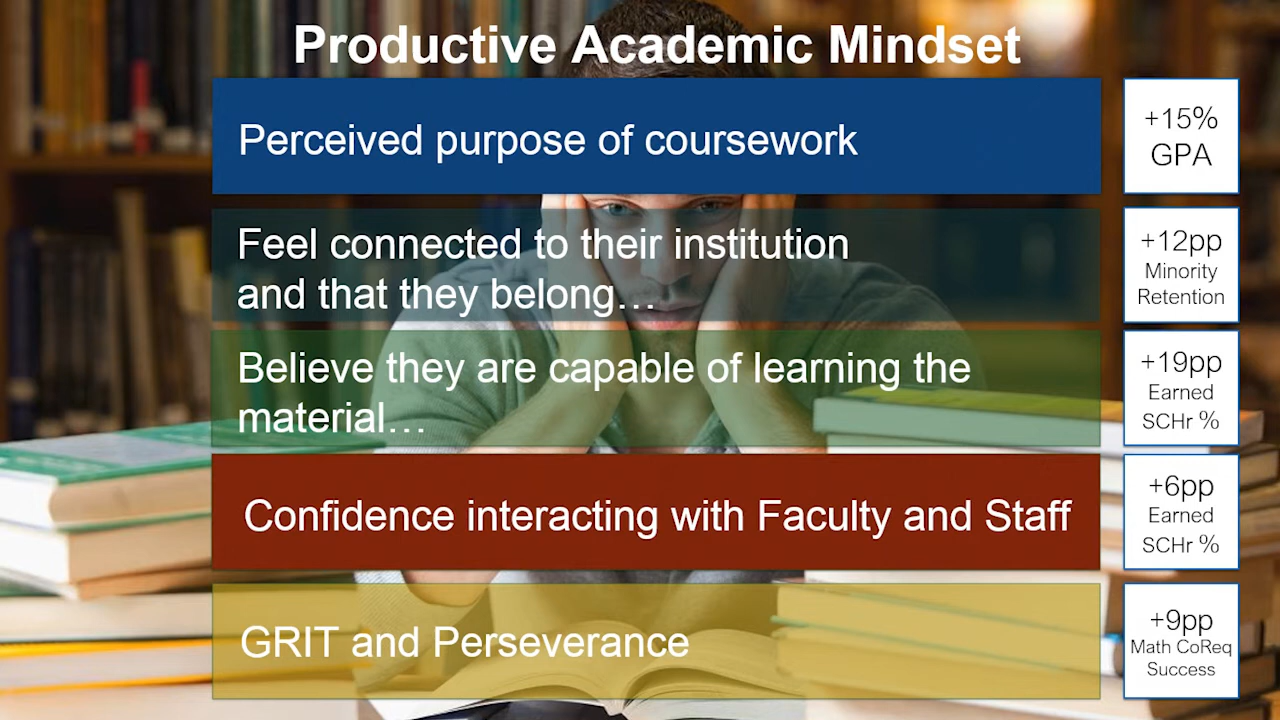 Productive Academic Mindset
Perceived purpose of coursework
+15%
GPA
Feel connected to their institution
and that they belong…
+12pp
Minority
Retention
Believe they are capable of learning the
material…
+19pp
Earned
SCHr %
Confidence interacting with Faculty and Staff
+6pp
Earned
SCHr %
GRIT and Perseverance
+9pp
Math CoReq
Success